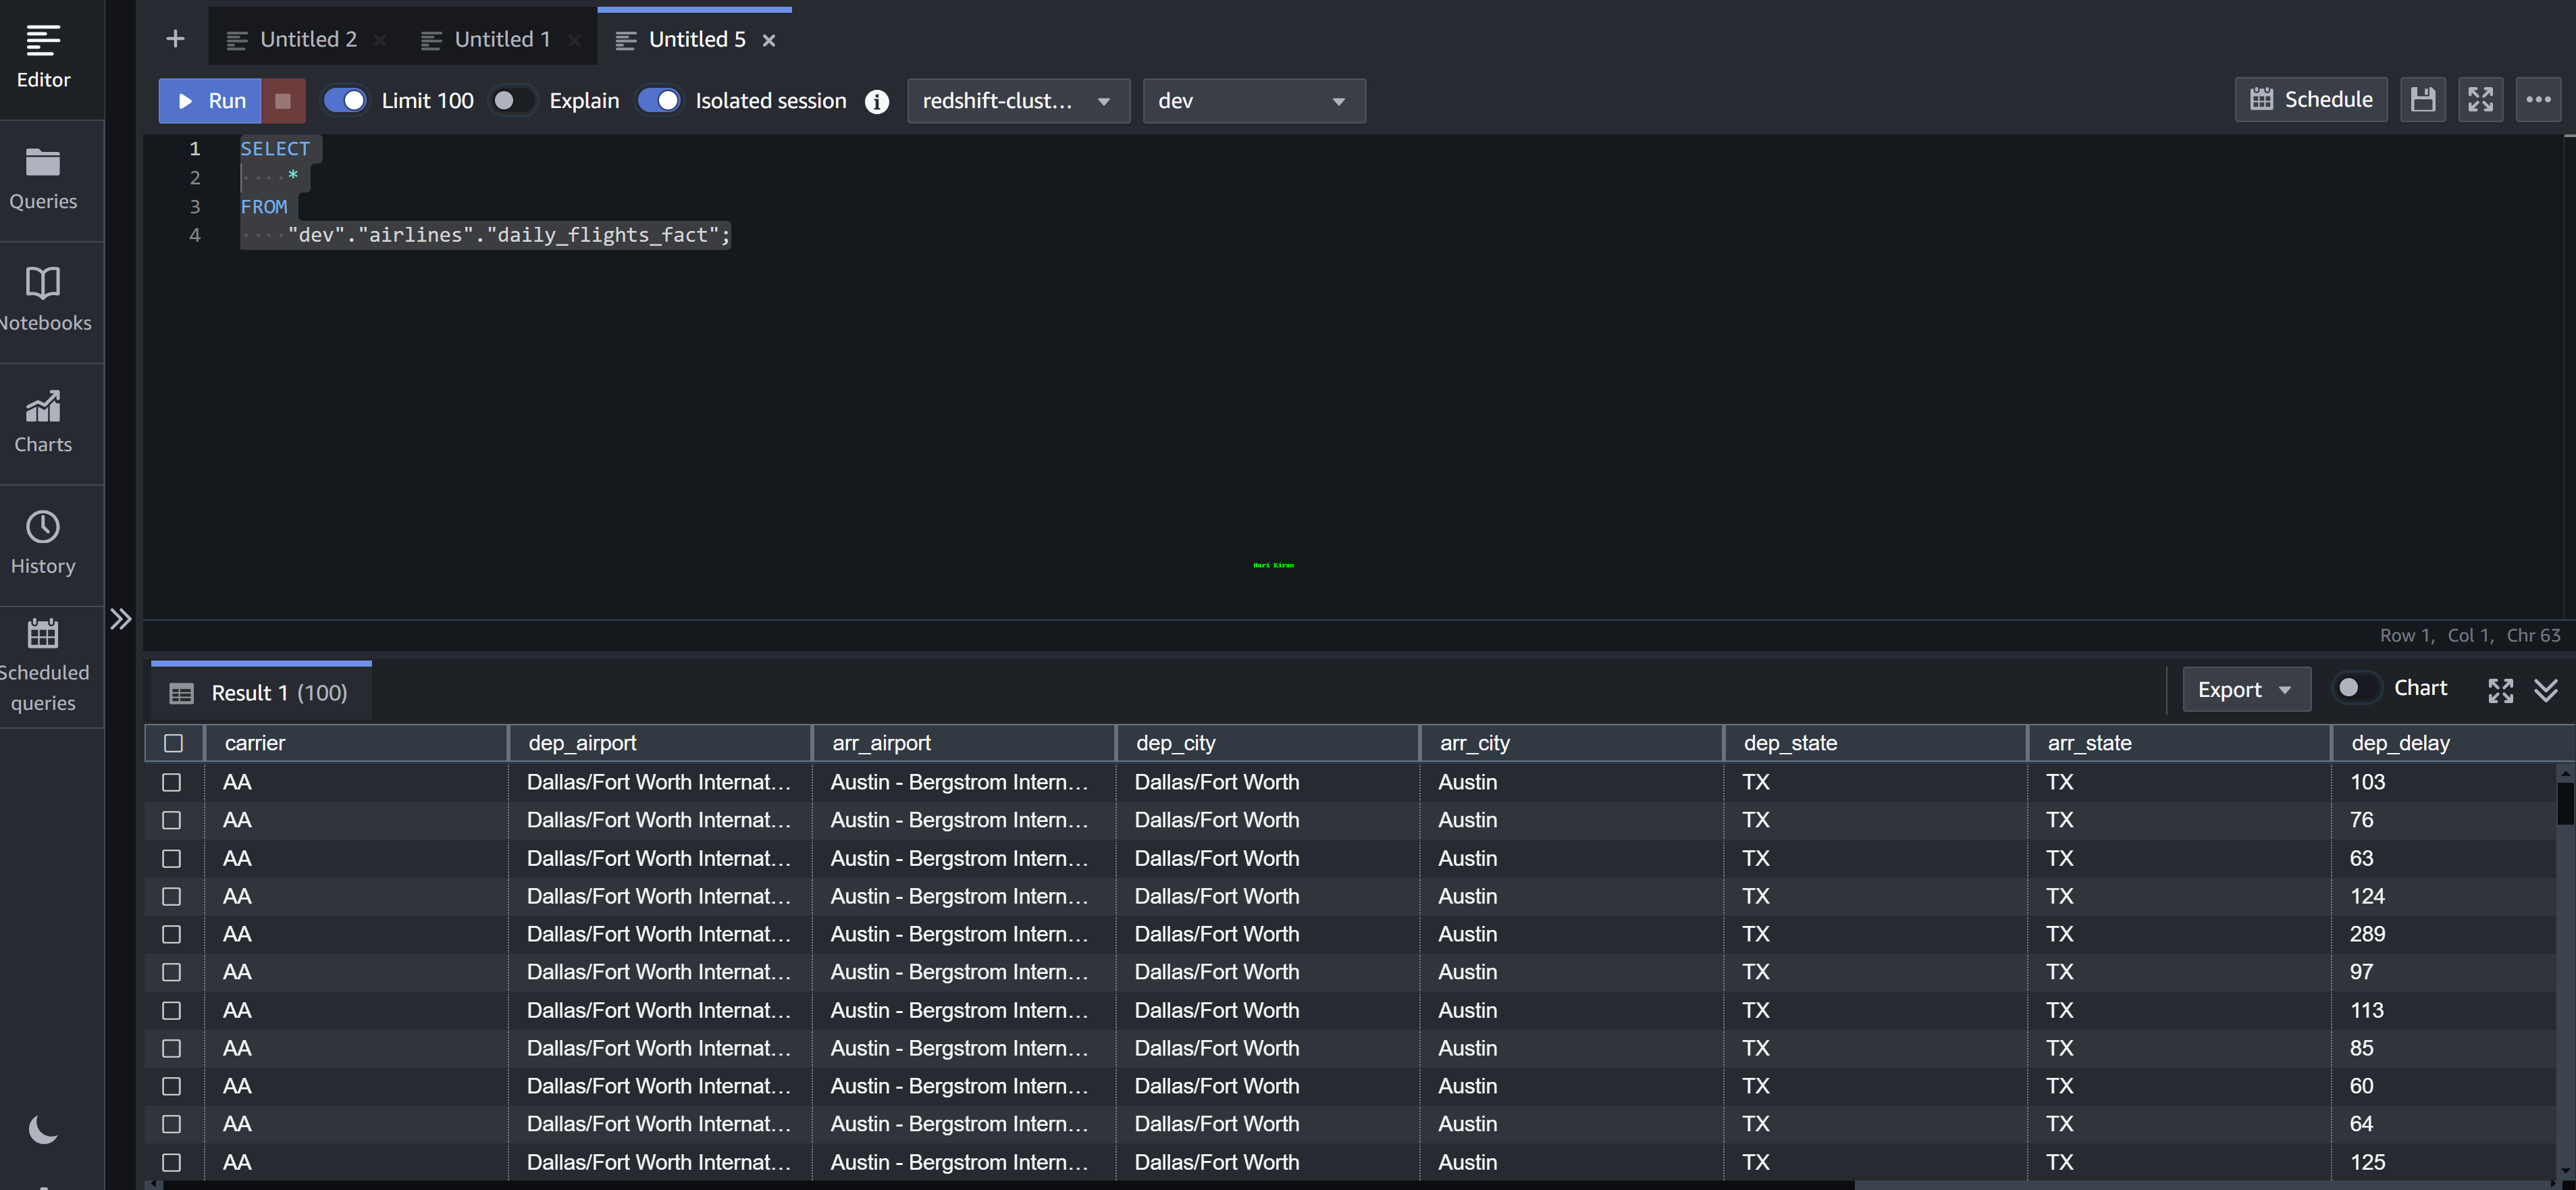 Editor
Queries
Notebooks
Charts
History
Scheduled
queries
+ Untitled 2 × Untitled 1 × Untitled 5 ×
Run Limit 100 Explain Isolated session i redshift-clust... dev Schedule
1 SELECT
2 ····*
3 FROM
4 ····"dev"."airlines"."daily_flights_fact";
Hari Kiran
Row 1, Col 1, Chr 63
Result 1 (100) Export Chart
carrier dep_airport arr_airport dep_city arr_city dep_state arr_state dep_delay
AA Dallas/Fort Worth Internat... Austin - Bergstrom Intern... Dallas/Fort Worth Austin TX TX 103
AA Dallas/Fort Worth Internat... Austin - Bergstrom Intern... Dallas/Fort Worth Austin TX TX 76
AA Dallas/Fort Worth Internat... Austin - Bergstrom Intern... Dallas/Fort Worth Austin TX TX 63
AA Dallas/Fort Worth Internat... Austin - Bergstrom Intern... Dallas/Fort Worth Austin TX TX 124
AA Dallas/Fort Worth Internat... Austin - Bergstrom Intern... Dallas/Fort Worth Austin TX TX 289
AA Dallas/Fort Worth Internat... Austin - Bergstrom Intern... Dallas/Fort Worth Austin TX TX 97
AA Dallas/Fort Worth Internat... Austin - Bergstrom Intern... Dallas/Fort Worth Austin TX TX 113
AA Dallas/Fort Worth Internat... Austin - Bergstrom Intern... Dallas/Fort Worth Austin TX TX 85
AA Dallas/Fort Worth Internat... Austin - Bergstrom Intern... Dallas/Fort Worth Austin TX TX 60
AA Dallas/Fort Worth Internat... Austin - Bergstrom Intern... Dallas/Fort Worth Austin TX TX 64
AA Dallas/Fort Worth Internat... Austin - Bergstrom Intern... Dallas/Fort Worth Austin TX TX 125